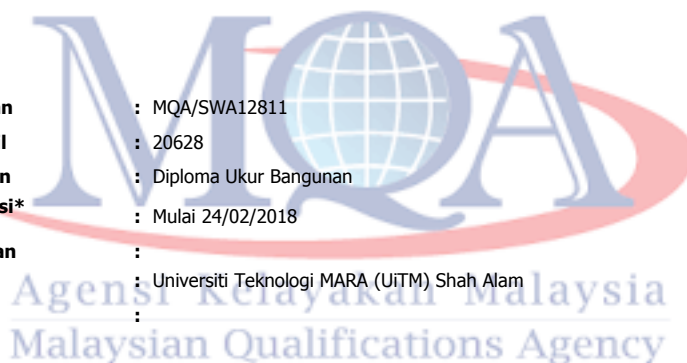 MQA
an : MQA/SWA12811
l : 20628
n : Diploma Ukur Bangunan
si* : Mulai 24/02/2018
an :
: Universiti Teknologi MARA (UiTM) Shah Alam
:
Agensi Kelayakan Malaysia
Malaysian Qualifications Agency